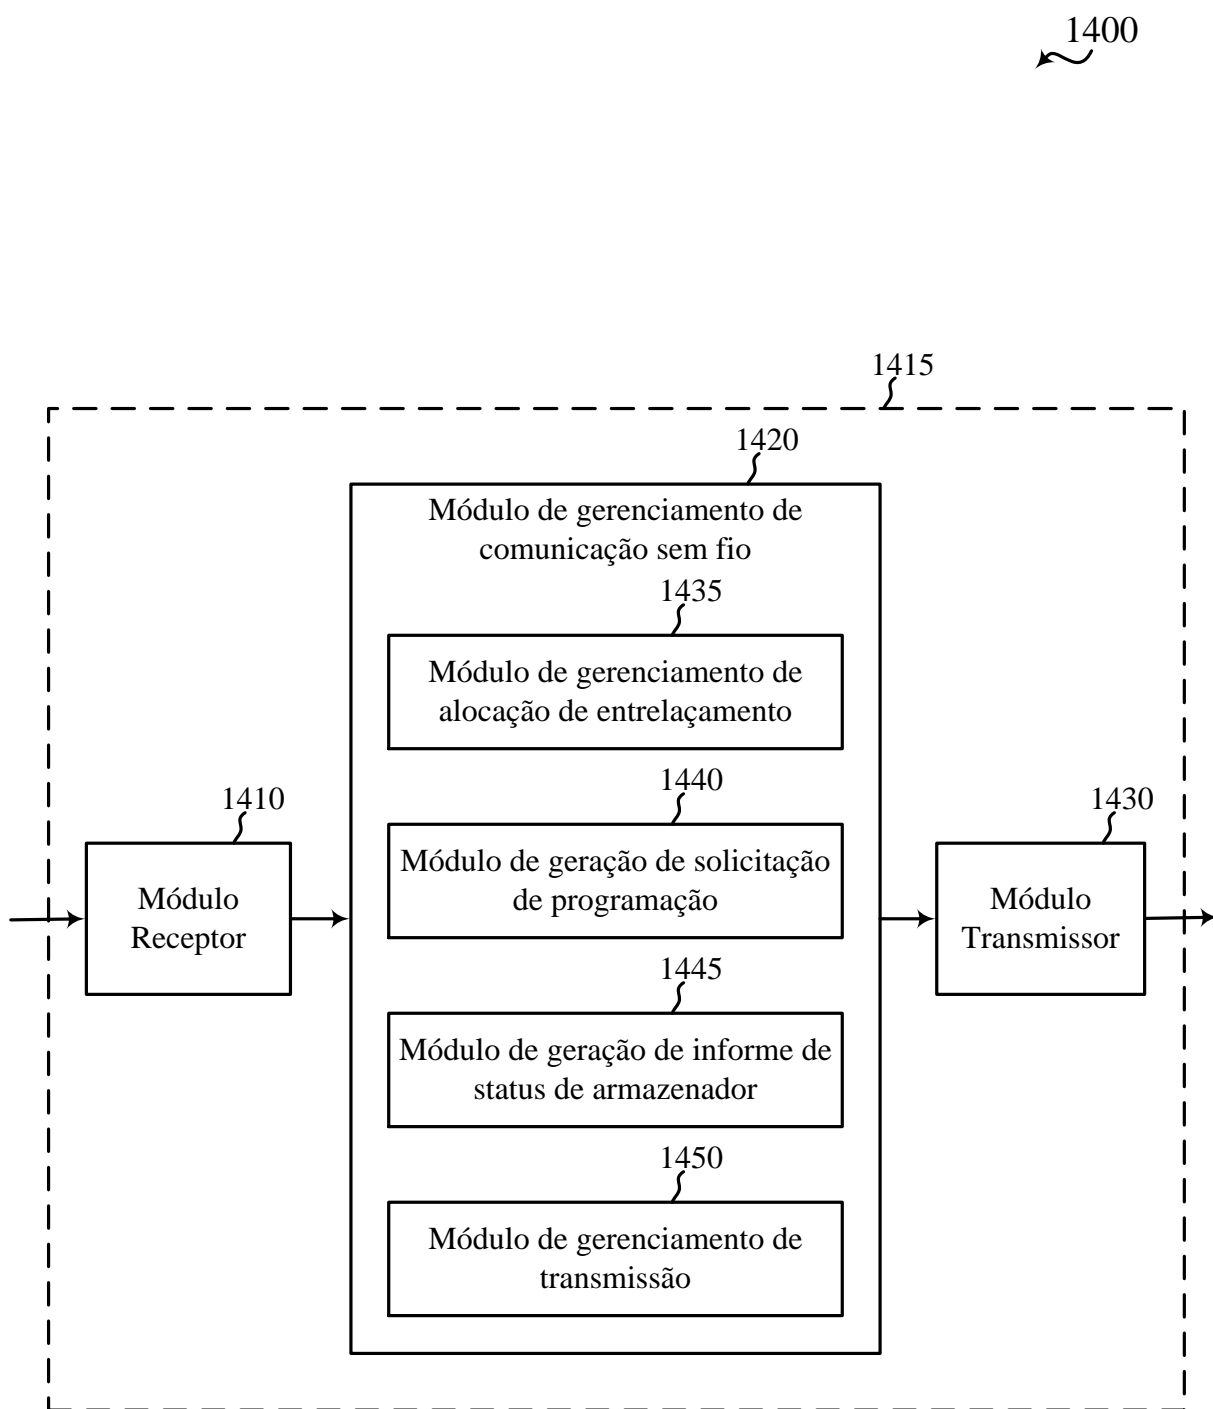 1400
1415
1420
Módulo de gerenciamento de
comunicação sem fio
1435
Módulo de gerenciamento de
alocação de entrelaçamento
1440
Módulo de geração de solicitação
de programação
1410
Módulo
Receptor
1430
Módulo
Transmissor
1445
Módulo de geração de informe de
status de armazenador
1450
Módulo de gerenciamento de
transmissão